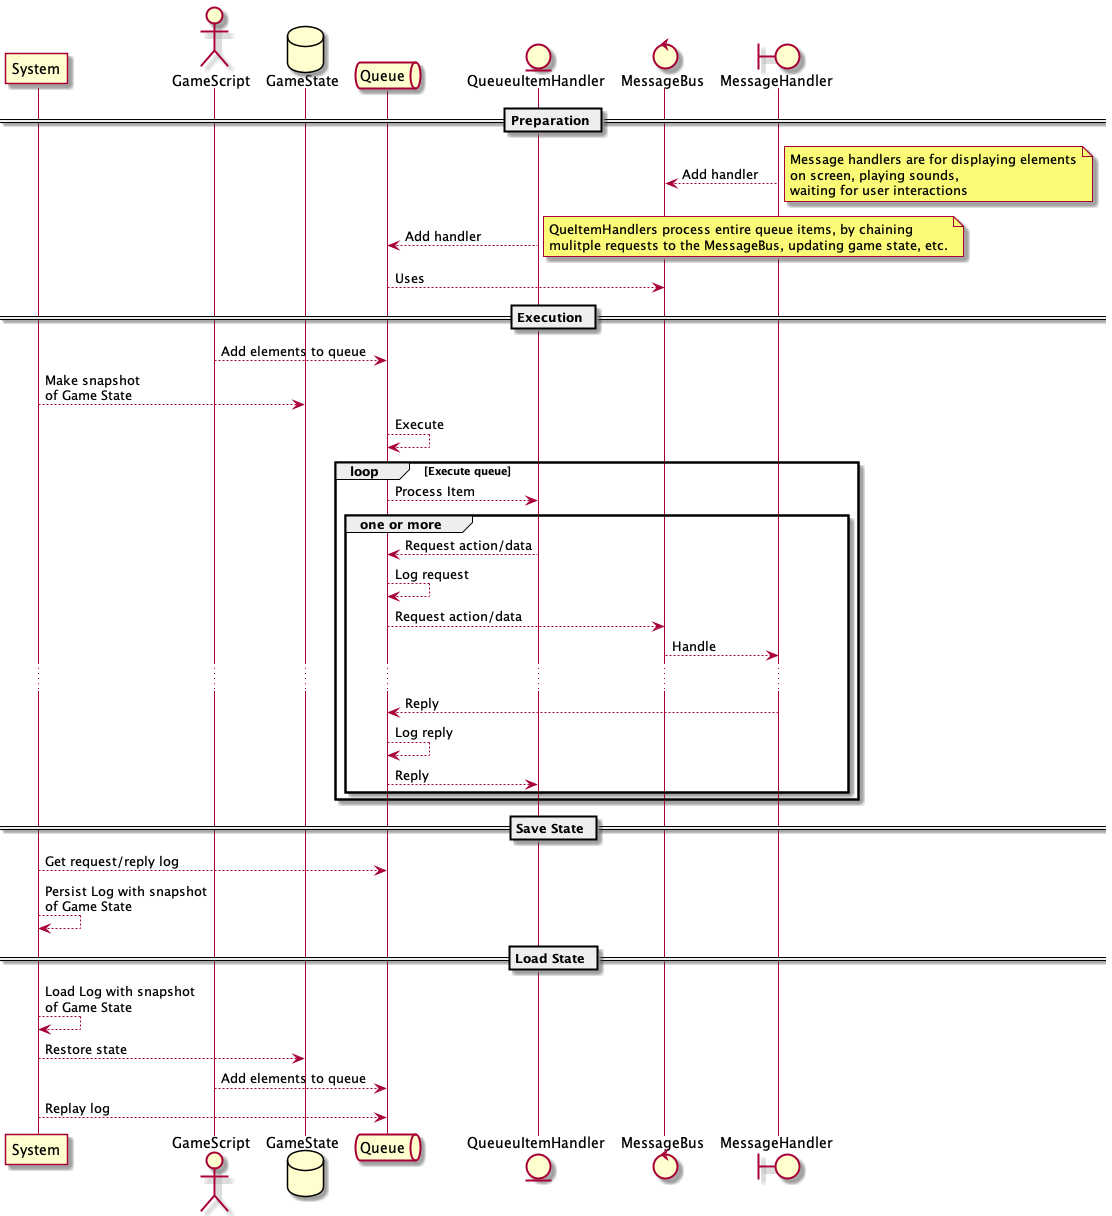 System
GameScript
GameState
Queue
QueueuItemHandler
MessageBus
MessageHandler
Preparation
Message handlers are for displaying elements
on screen, playing sounds,
waiting for user interactions
Add handler
QueItemHandlers process entire queue items, by chaining
mulitple requests to the MessageBus, updating game state, etc.
Add handler
Uses
Execution
Add elements to queue
Make snapshot
of Game State
Execute
loop [Execute queue]
Process Item
one or more
Request action/data
Log request
Request action/data
Handle
Reply
Log reply
Reply
Save State
Get request/reply log
Persist Log with snapshot
of Game State
Load State
Load Log with snapshot
of Game State
Restore state
Add elements to queue
Replay log
System
GameScript
GameState
Queue
QueueuItemHandler
MessageBus
MessageHandler